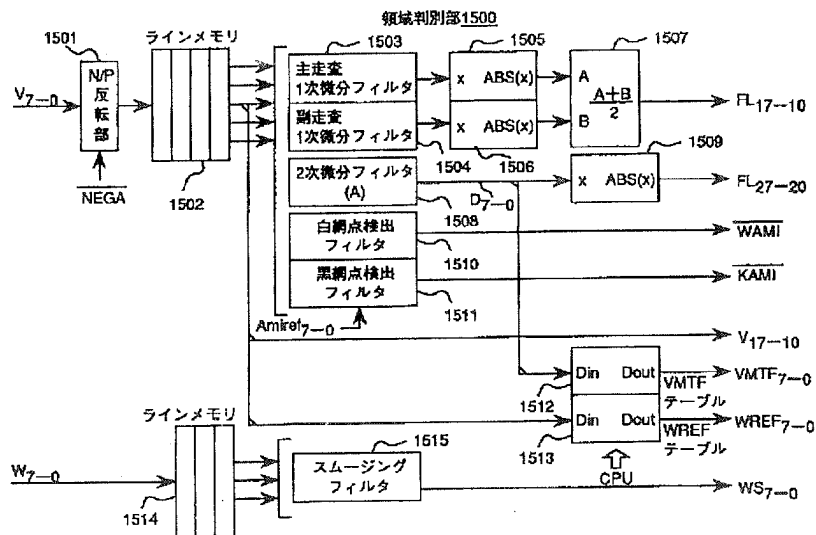 領域判別部1500
1501
N/P
反転部
V7—0
NEGA
ラインメモリ
1502
1503
主走査
1次微分フィルタ
副走査
1次微分フィルタ
1504
1505
x ABS(x)
x ABS(x)
1506
1507
A
B
A+B
2
FL17—10
2次微分フィルタ
(A)
1508
D7—0
1509
x ABS(x)
FL27—20
白網点検出
フィルタ
1510
WAMI
黒網点検出
フィルタ
1511
KAMI
Amiref7—0
V17—10
Din Dout
1512
VMTF
テーブル
VMTF7—0
Din Dout
1513
WREF
テーブル
WREF7—0
CPU
ラインメモリ
W7—0
1514
1515
スムージング
フィルタ
WS7—0